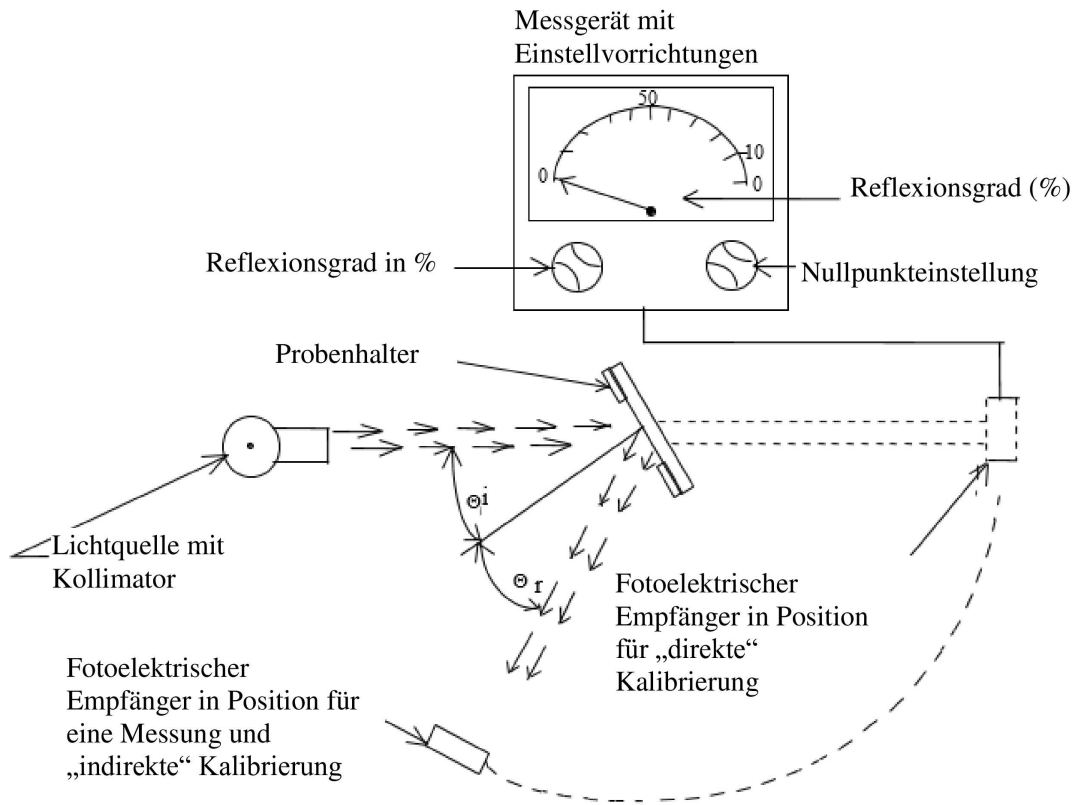 Messgerät mit
Einstellvorrichtungen
50
10
0
0
Reflexionsgrad (%)
Reflexionsgrad in %
Nullpunkteinstellung
Probenhalter
Θi
Lichtquelle mit
Kollimator
Θ r
Fotoelektrischer
Empfänger in Position
für „direkte“
Kalibrierung
Fotoelektrischer
Empfänger in Position für
eine Messung und
„indirekte“ Kalibrierung